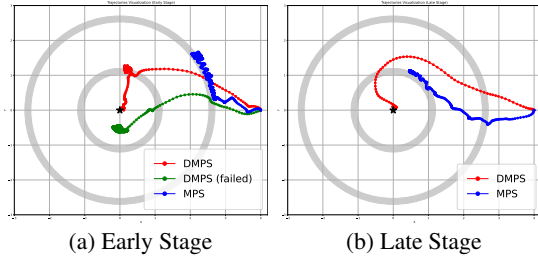 Trajectories Visualization (Early Stage)
Trajectories Visualization (Late Stage)
DMPS
DMPS (failed)
MPS
DMPS
MPS
(a) Early Stage
(b) Late Stage